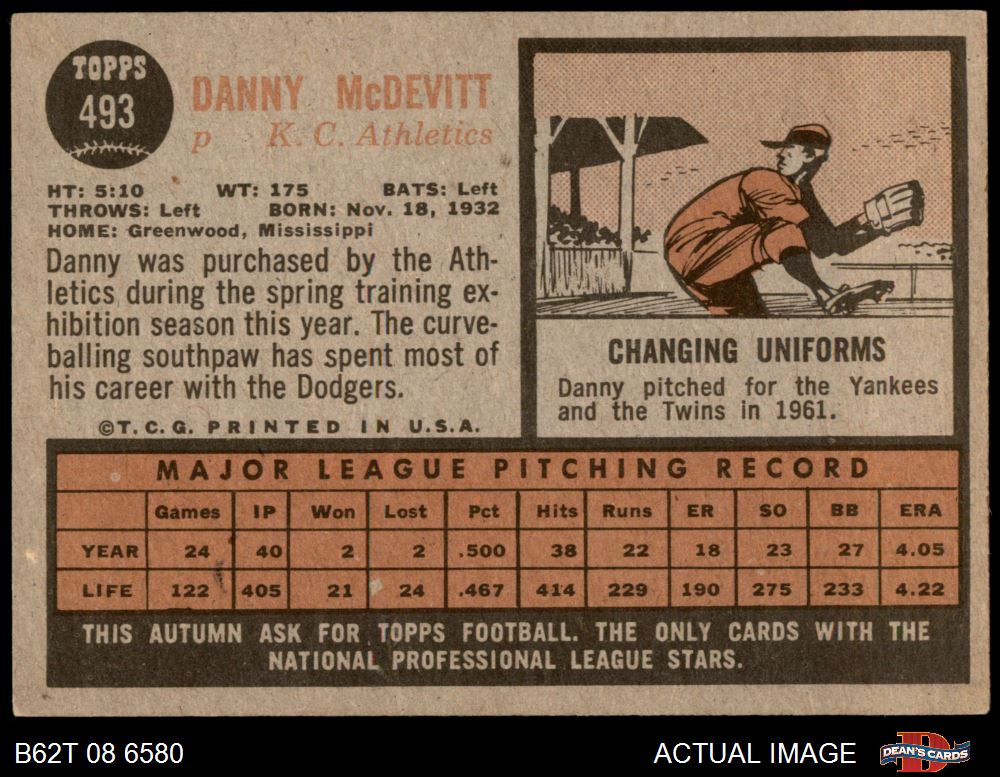 TOPPS
493
DANNY McDEVITT
p K. C. Athletics
HT: 5:10 WT: 175 BATS: Left
THROWS: Left BORN: Nov. 18, 1932
HOME: Greenwood, Mississippi
Danny was purchased by the Ath-
letics during the spring training ex-
hibition season this year. The curve-
balling southpaw has spent most of
his career with the Dodgers.
©T. C. G. PRINTED IN U.S.A.
CHANGING UNIFORMS
Danny pitched for the Yankees
and the Twins in 1961.
MAJOR LEAGUE PITCHING RECORD
Games IP Won Lost Pct Hits Runs ER SO BB ERA
YEAR 24 40 2 2 .500 38 22 18 23 27 4.05
LIFE 122 405 21 24 .467 414 229 190 275 233 4.22
THIS AUTUMN ASK FOR TOPPS FOOTBALL. THE ONLY CARDS WITH THE
NATIONAL PROFESSIONAL LEAGUE STARS.
B62T 08 6580 ACTUAL IMAGE D DEAN'S CARDS